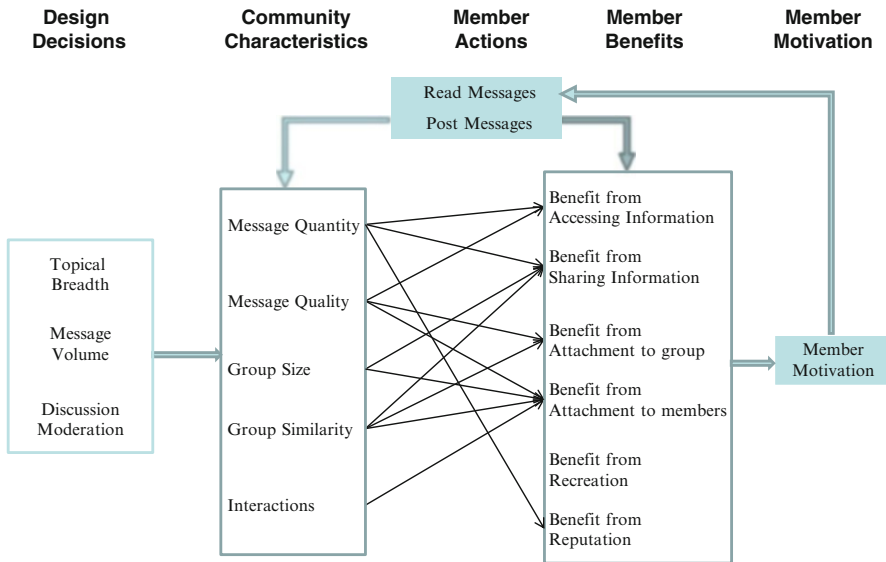 Design
Decisions
Community
Characteristics
Member
Actions
Member
Benefits
Member
Motivation
Read Messages
Post Messages
Topical
Breadth
Message
Volume
Discussion
Moderation
Message Quantity
Message Quality
Group Size
Group Similarity
Interactions
Benefit from
Accessing Information
Benefit from
Sharing Information
Benefit from
Attachment to group
Benefit from
Attachment to members
Benefit from
Recreation
Benefit from
Reputation
Member
Motivation